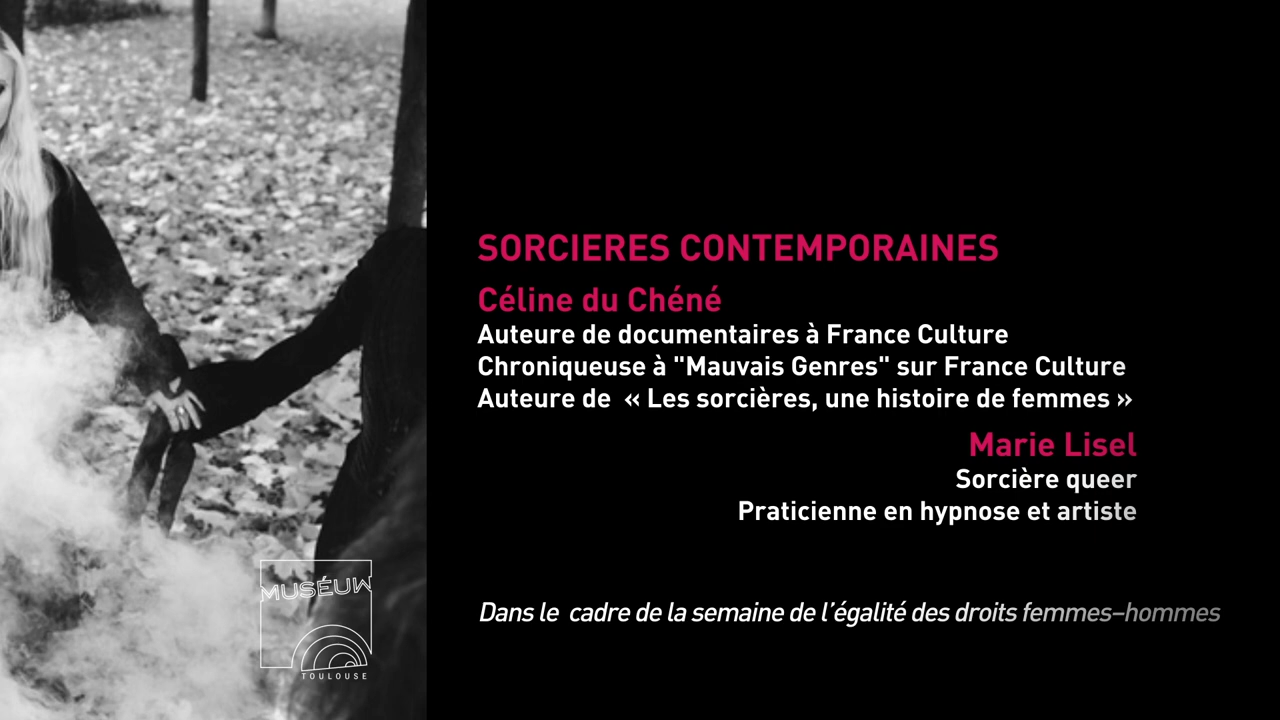 SORCIERES CONTEMPORAINES
Céline du Chéné
Auteure de documentaires à France Culture
Chroniqueuse à "Mauvais Genres" sur France Culture
Auteure de  « Les sorcières, une histoire de femmes »
Marie Lisel
Sorcière queer
Praticienne en hypnose et artiste
MUSÉUM
TOULOUSE
Dans le  cadre de la semaine de l’égalité des droits femmes–hommes